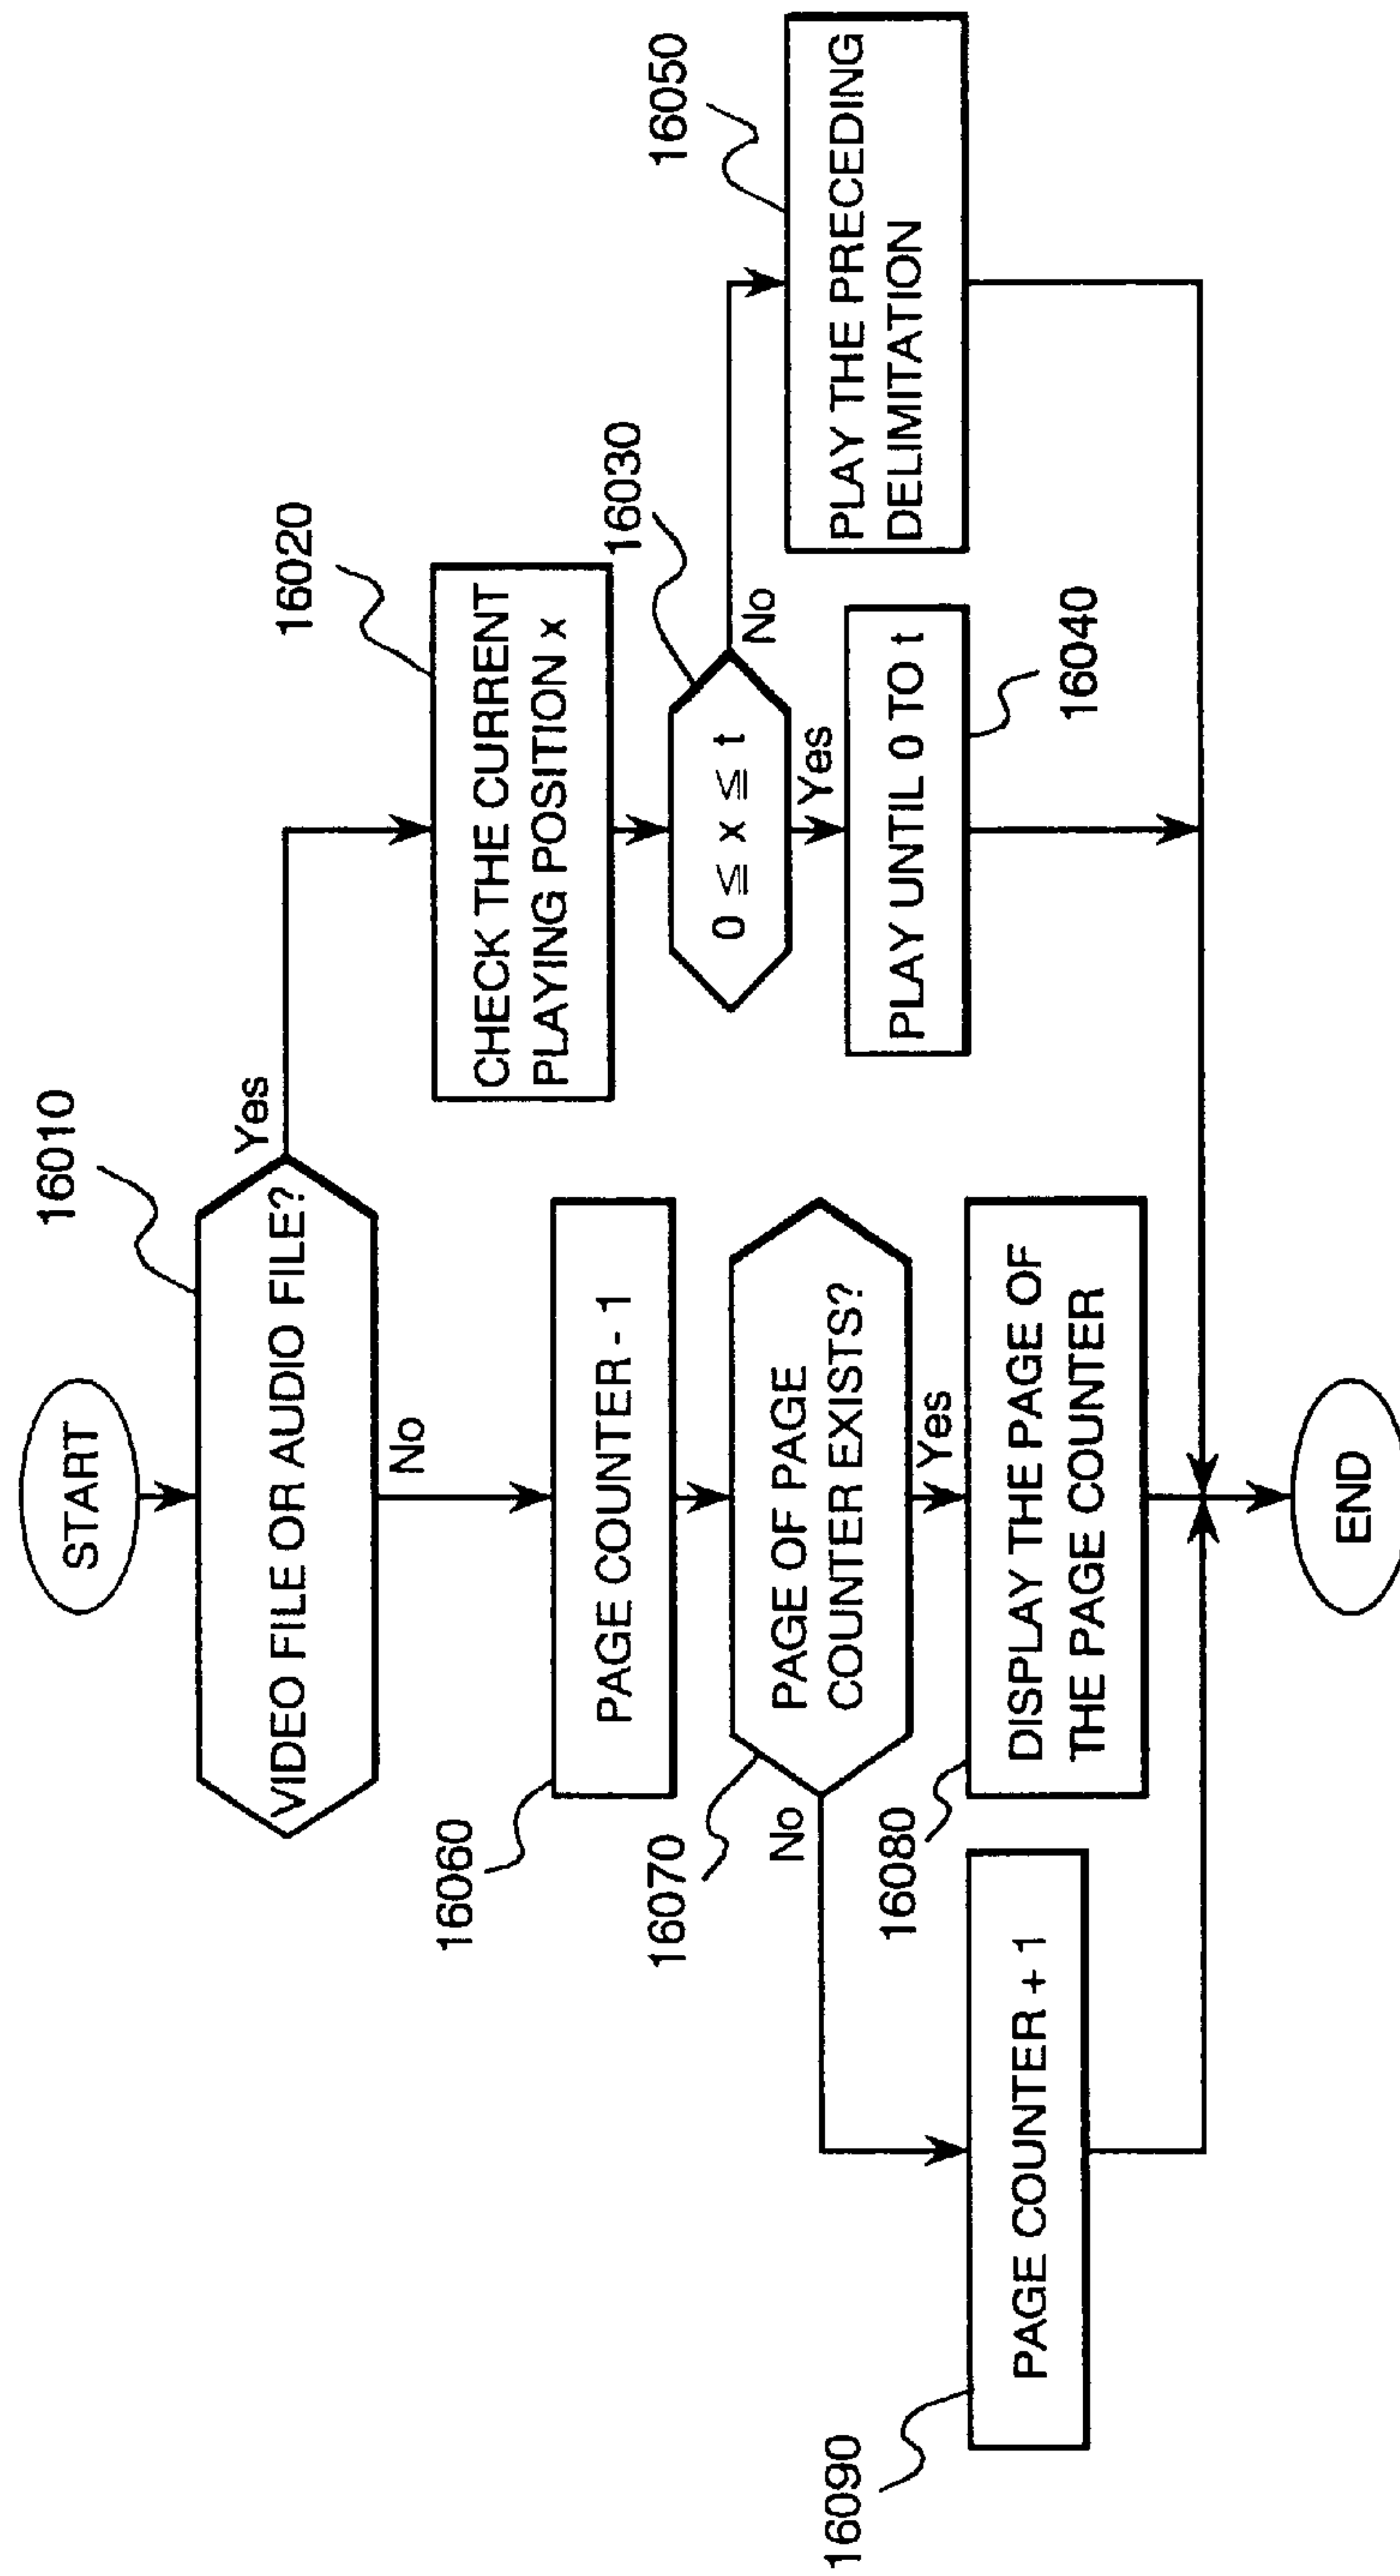 START
16010
VIDEO FILE OR AUDIO FILE?
Yes
No
16020
CHECK THE CURRENT
PLAYING POSITION x
16030
0 ≦ x ≦ t
No
Yes
16050
PLAY THE PRECEDING
DELIMITATION
PLAY UNTIL 0 TO t
16040
16060
PAGE COUNTER - 1
16070
PAGE OF PAGE
COUNTER EXISTS?
No
Yes
16080
DISPLAY THE PAGE OF
THE PAGE COUNTER
16090
PAGE COUNTER + 1
END